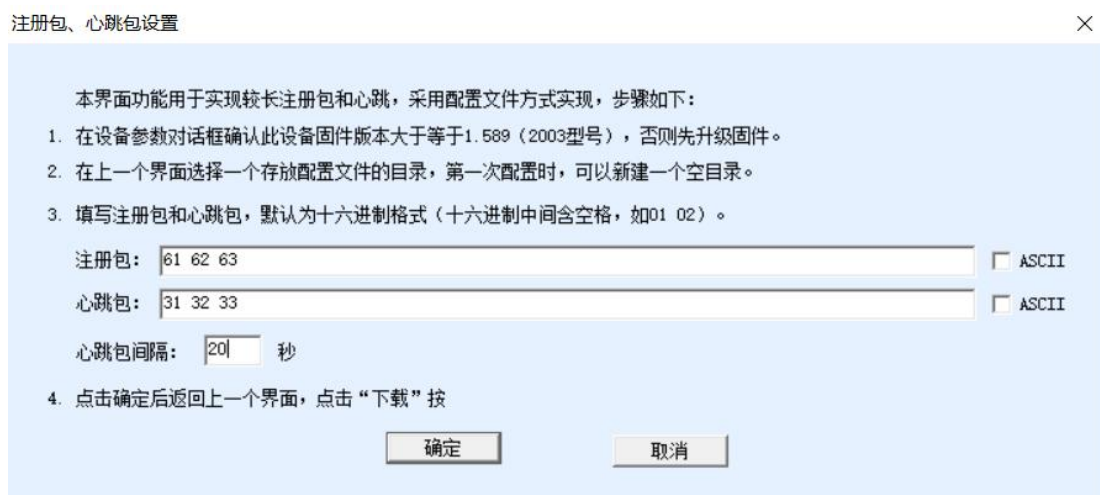 注册包、心跳包设置
本界面功能用于实现较长注册包和心跳，采用配置文件方式实现，步骤如下：
1. 在设备参数对话框确认此设备固件版本大于等于1.589（2003型号），否则先升级固件。
2. 在上一个界面选择一个存放配置文件的目录，第一次配置时，可以新建一个空目录。
3. 填写注册包和心跳包，默认为十六进制格式（十六进制中间含空格，如01 02）。
注册包： 61 62 63 ASCII
心跳包： 31 32 33 ASCII
心跳包间隔： 20 秒
4. 点击确定后返回上一个界面，点击“下载”按
确定 取消